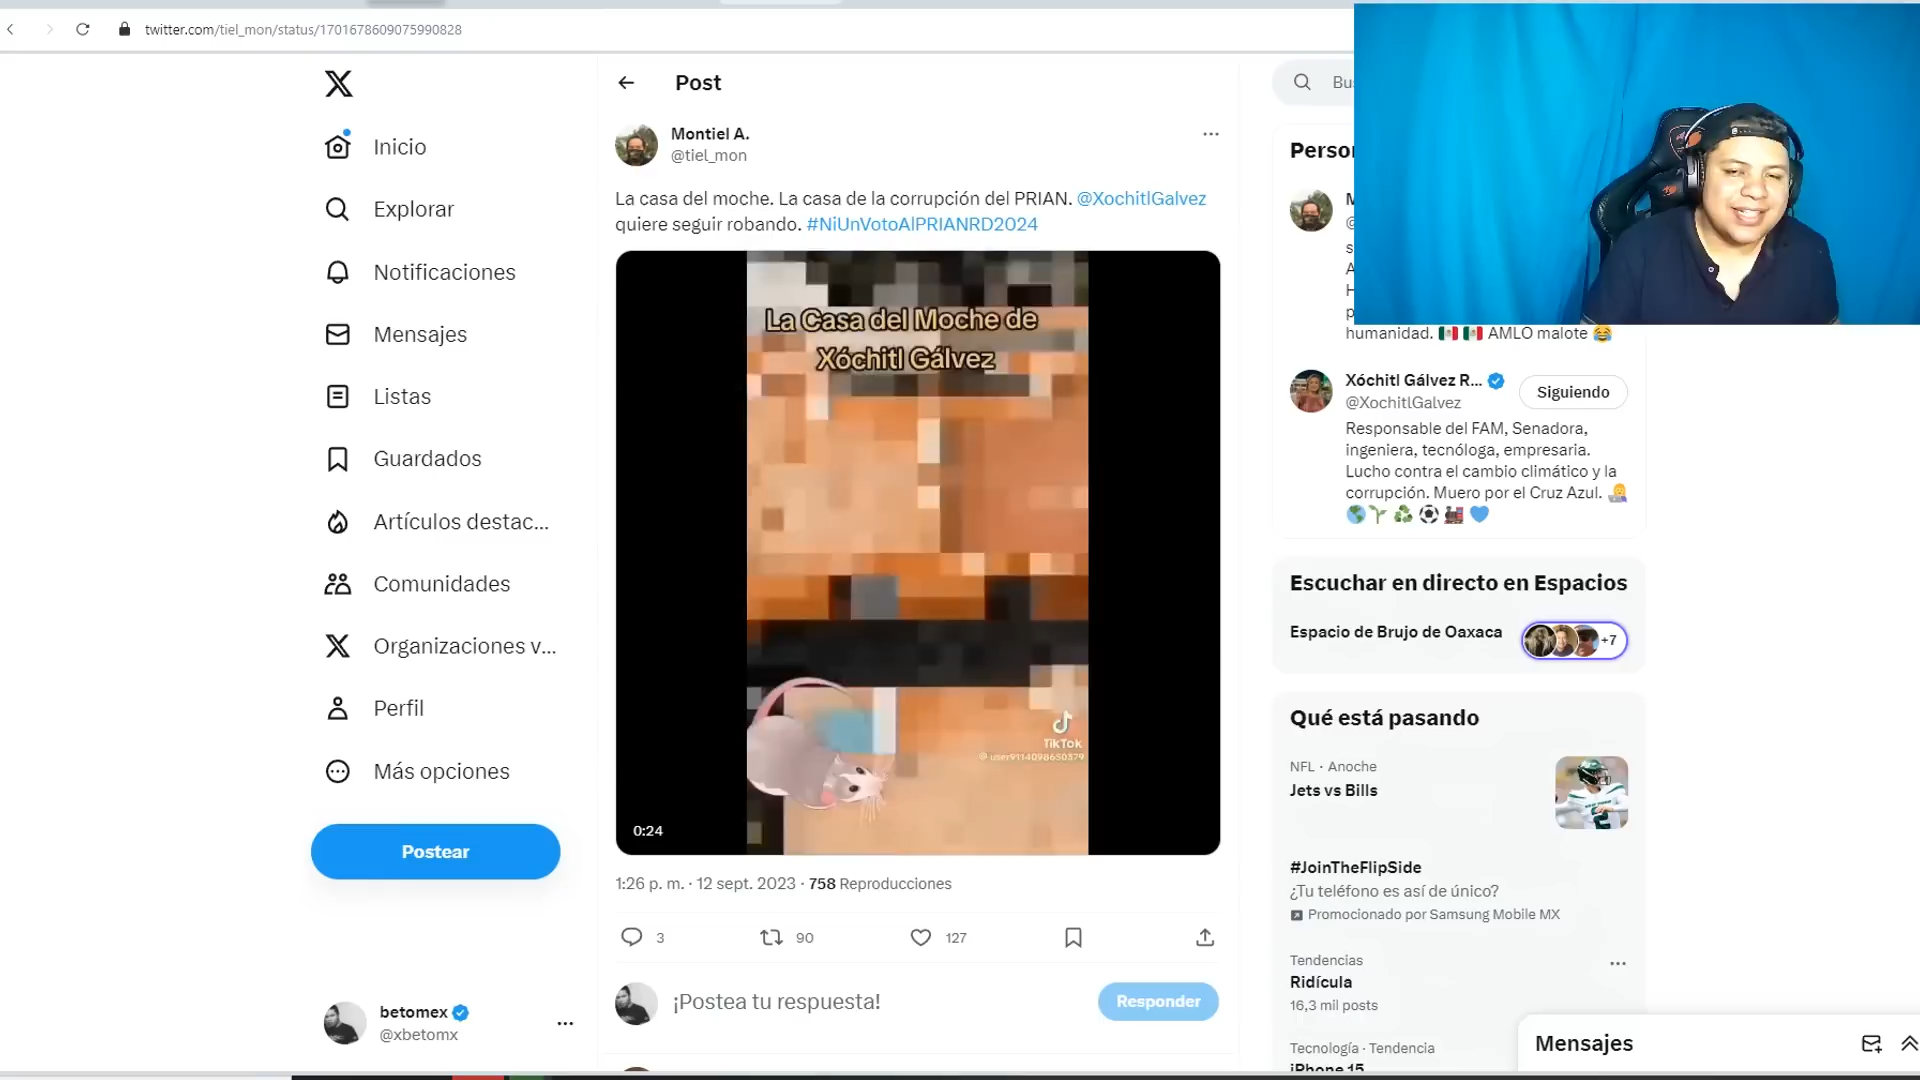 twitter.com/tiel_mon/status/1701678609075990828
Post
Bus
Inicio
Explorar
Notificaciones
Mensajes
Listas
Guardados
Artículos destac...
Comunidades
Organizaciones v...
Perfil
Más opciones
Postear
betomex
@xbetomx
Montiel A.
@tiel_mon
La casa del moche. La casa de la corrupción del PRIAN. @XochitlGalvez
quiere seguir robando. #NiUnVotoAlPRIANRD2024
La Casa del Moche de
Xóchitl Gálvez
TikTok
@user9114098650379
0:24
1:26 p. m. · 12 sept. 2023 · 758 Reproducciones
3
90
127
¡Postea tu respuesta!
Responder
humanidad. AMLO malote
Xóchitl Gálvez R...
@XochitlGalvez
Siguiendo
Responsable del FAM, Senadora,
ingeniera, tecnóloga, empresaria.
Lucho contra el cambio climático y la
corrupción. Muero por el Cruz Azul.
Escuchar en directo en Espacios
Espacio de Brujo de Oaxaca
+7
Qué está pasando
NFL · Anoche
Jets vs Bills
#JoinTheFlipSide
¿Tu teléfono es así de único?
Promocionado por Samsung Mobile MX
Tendencias
Ridícula
16,3 mil posts
Tecnología · Tendencia
iPhone 15
Mensajes